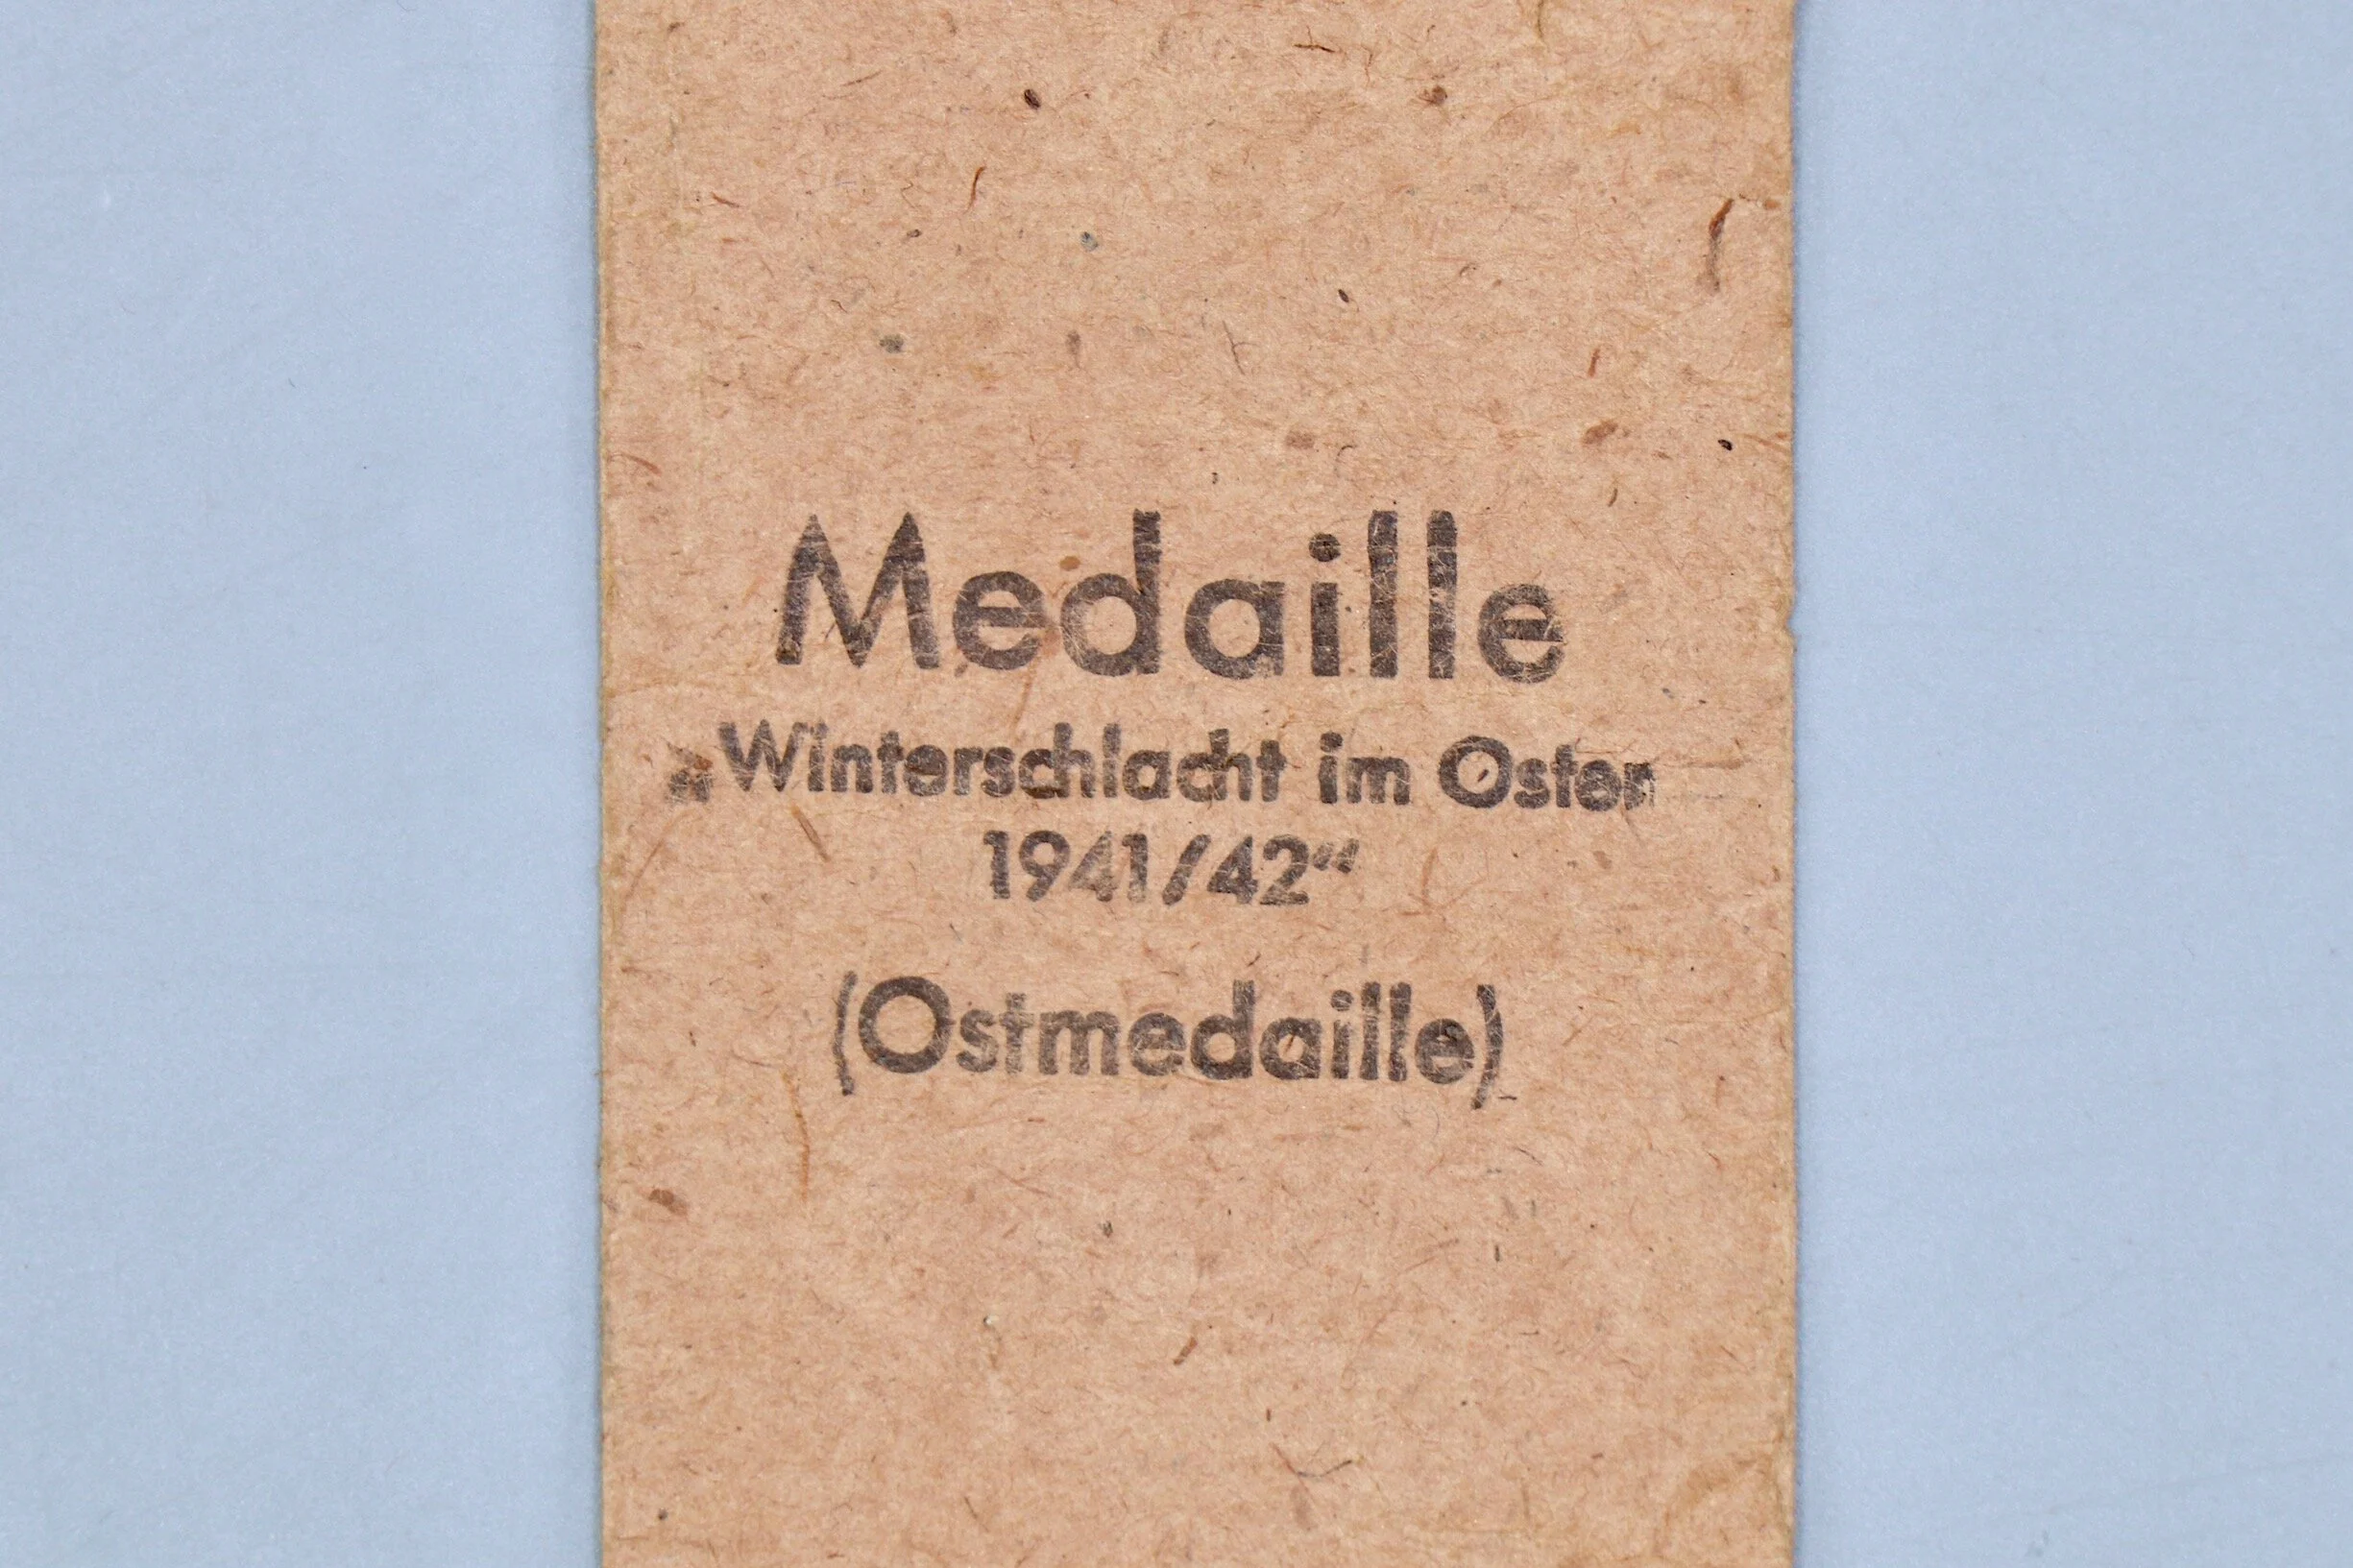 Medaille
„Winterschlacht im Osten
1941/42“
(Ostmedaille)